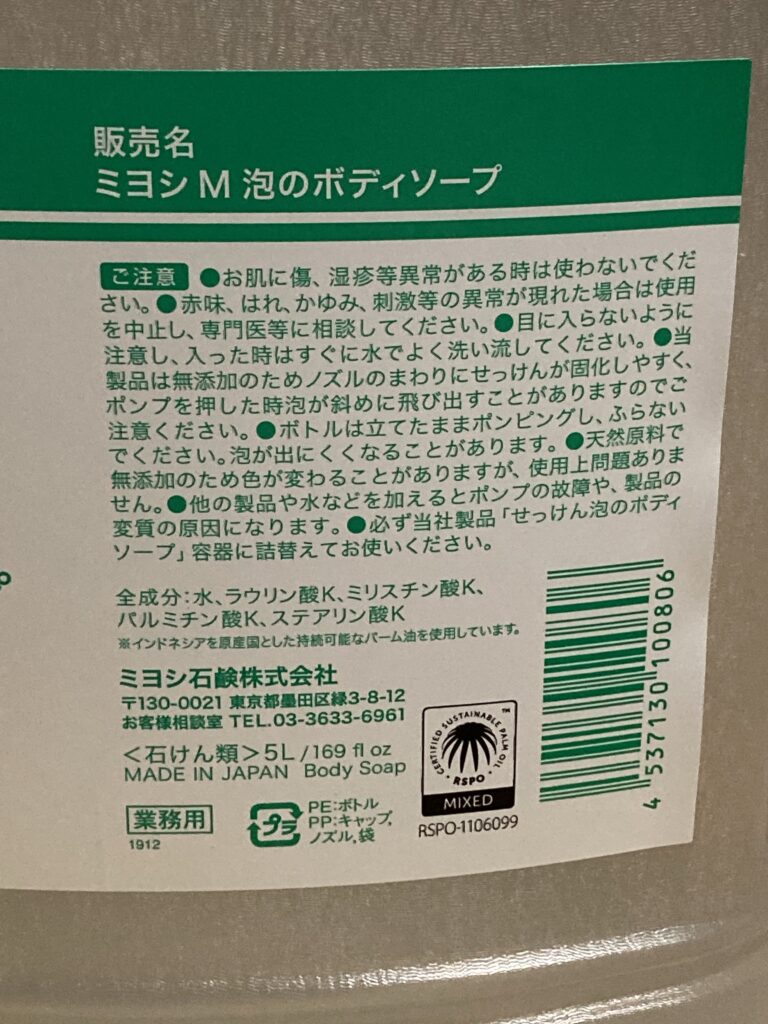 販売名
ミヨシ M 泡のボディソープ
ご注意 ●お肌に傷、湿疹等異常がある時は使わないでくだ
さい。●赤味、はれ、かゆみ、刺激等の異常が現れた場合は使用
を中止し、専門医等に相談してください。●目に入らないように
注意し、入った時はすぐに水でよく洗い流してください。●当
製品は無添加のためノズルのまわりにせっけんが固化しやすく、
ポンプを押した時泡が斜めに飛び出すことがありますのでご
注意ください。●ボトルは立てたままポンピングし、ふらない
でください。泡が出にくくなることがあります。●天然原料で
無添加のため色が変わることがありますが、使用上問題ありま
せん。●他の製品や水などを加えるとポンプの故障や、製品の
変質の原因になります。●必ず当社製品「せっけん泡のボディ
ソープ」容器に詰替えてお使いください。
全成分:水、ラウリン酸K、ミリスチン酸K、
パルミチン酸K、ステアリン酸K
※インドネシアを原産国とした持続可能なパーム油を使用しています。
ミヨシ石鹸株式会社
〒130-0021 東京都墨田区緑3-8-12
お客様相談室 TEL.03-3633-6961
<石けん類>5L/169 fl oz
MADE IN JAPAN Body Soap
業務用
1912
プラ
PE:ボトル
PP:キャップ,
ノズル,袋
CERTIFIED SUSTAINABLE PALM OIL
TM
RSPO
MIXED
RSPO-1106099
4 537130 100806